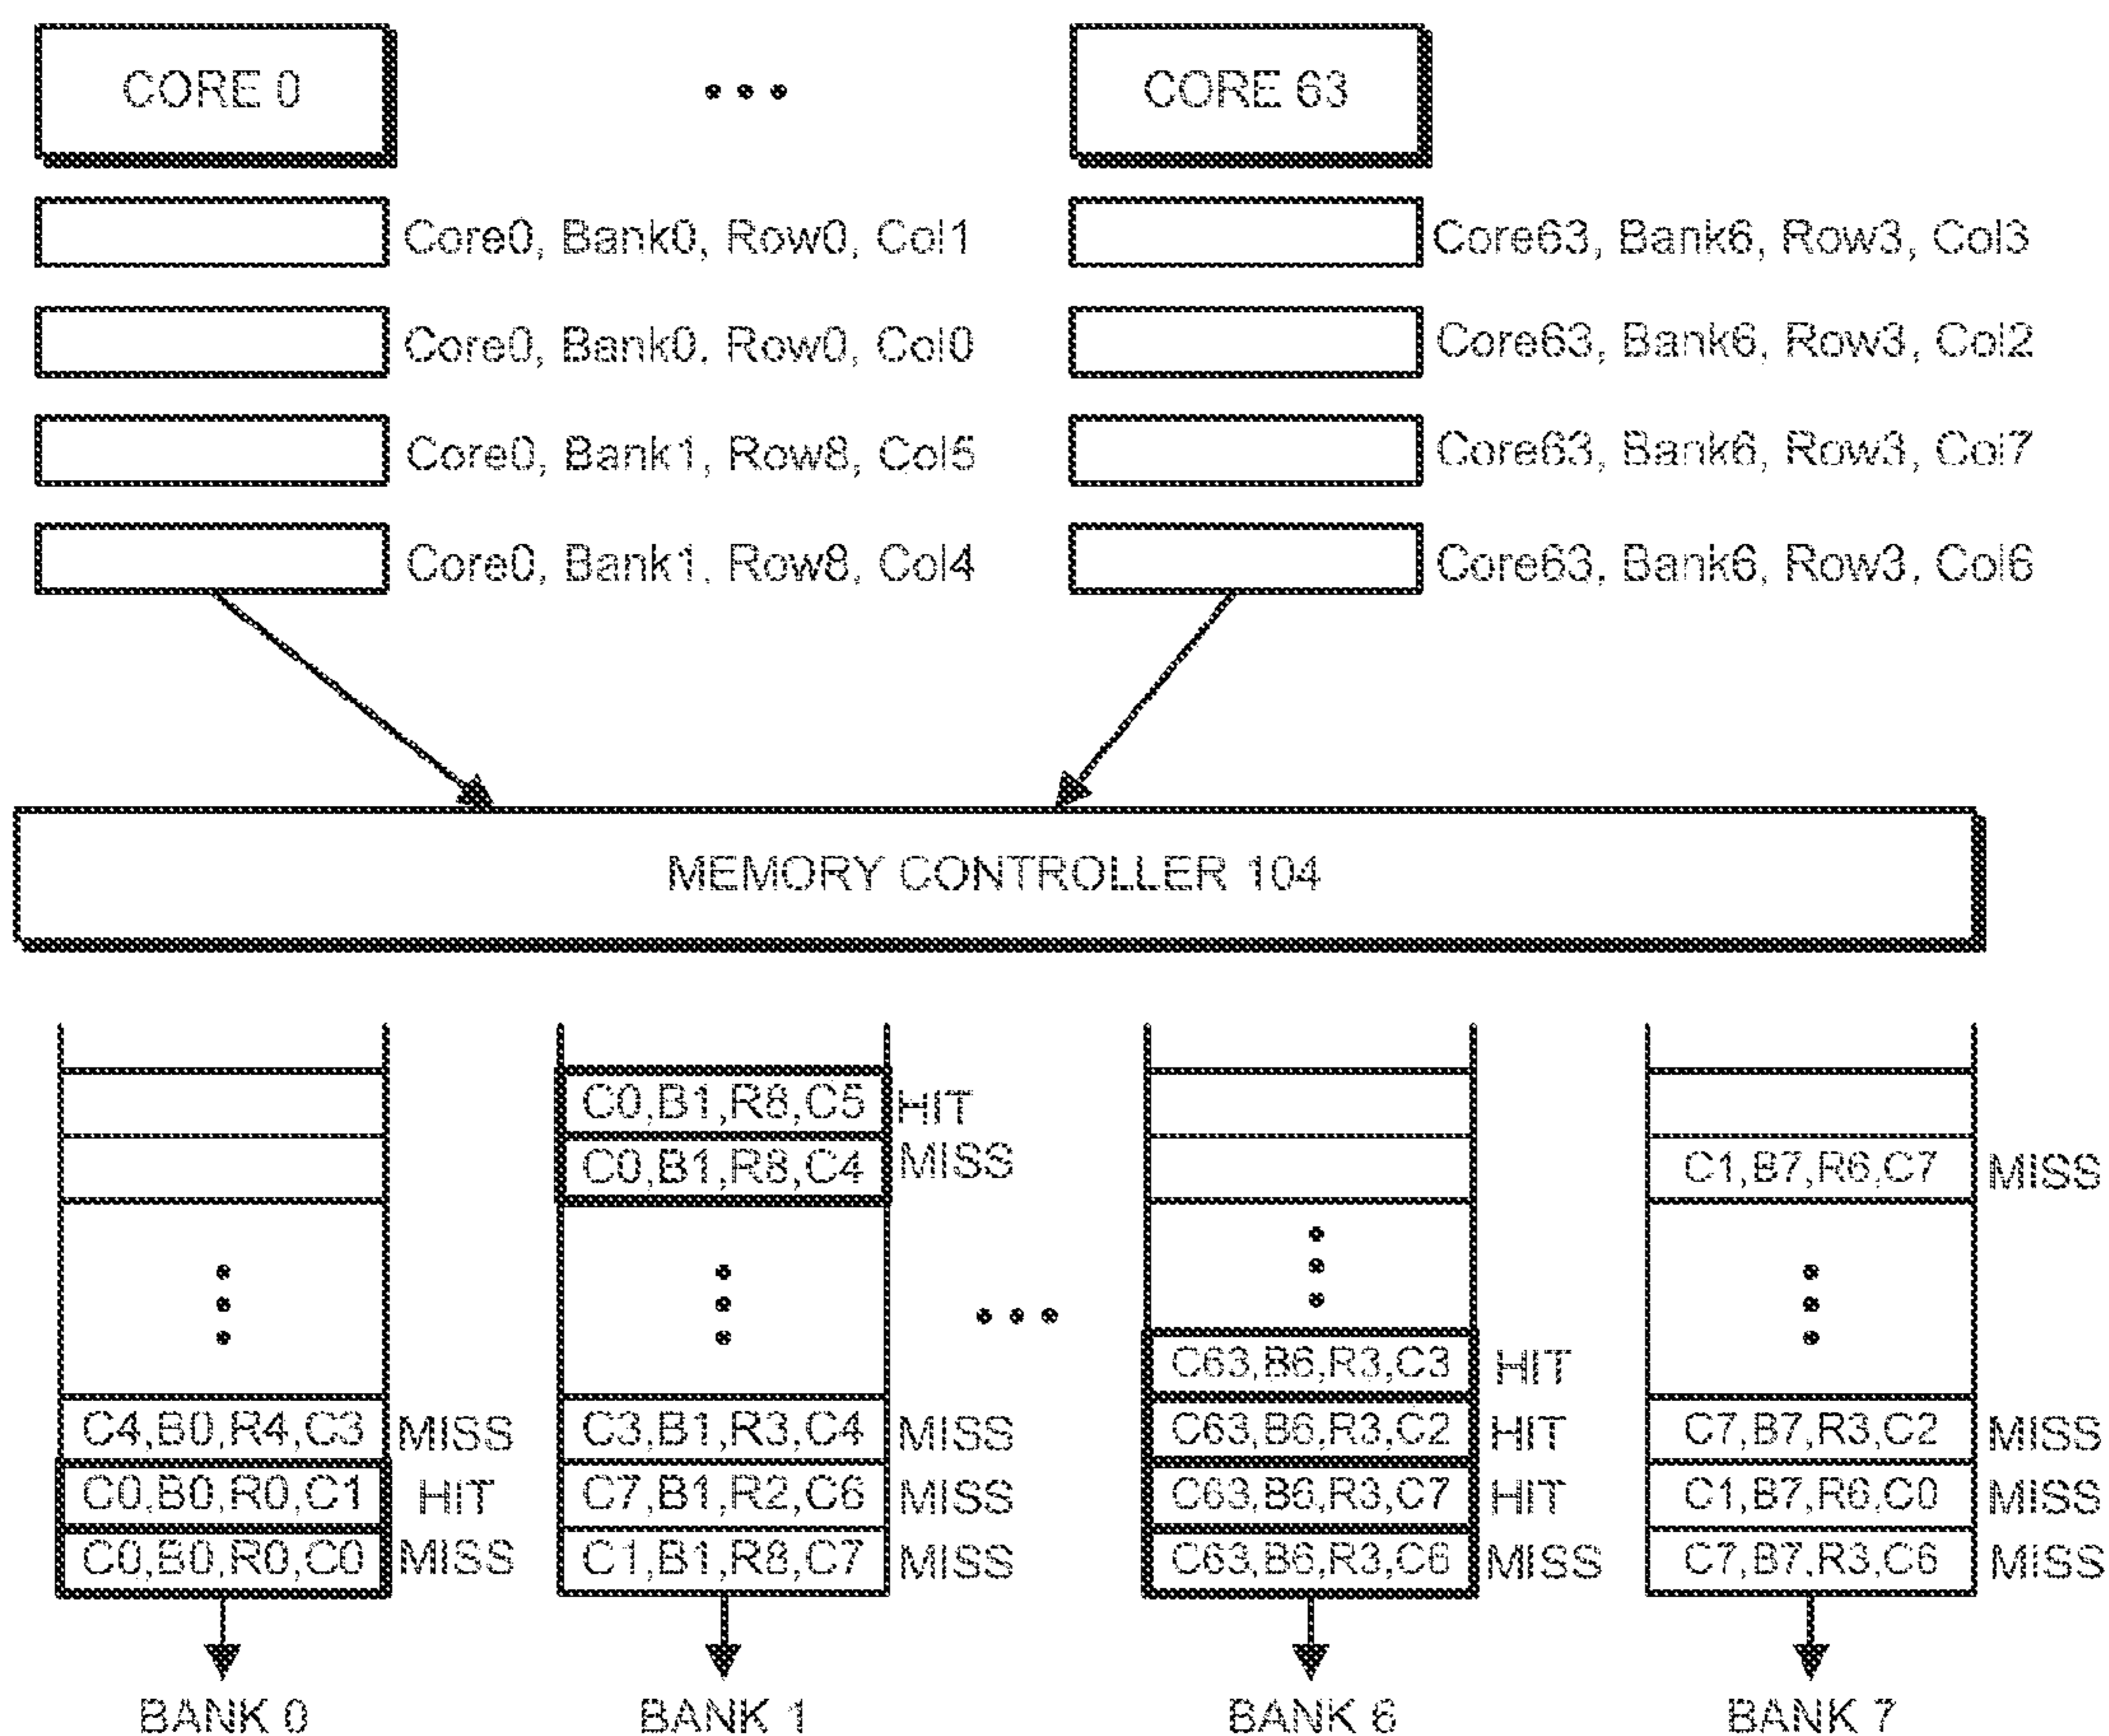 CORE 0
CORE 63
Core0, Bank0, Row0, Col1
Core63, Bank6, Row3, Col3
Core0, Bank0, Row0, Col0
Core63, Bank6, Row3, Col2
Core0, Bank1, Row8, Col5
Core63, Bank6, Row3, Col7
Core0, Bank1, Row8, Col4
Core63, Bank6, Row3, Col6
MEMORY CONTROLLER 104
C4,B0,R4,C3 MISS
C0,B0,R0,C1 HIT
C0,B0,R0,C0 MISS
BANK 0
C0,B1,R8,C5 HIT
C0,B1,R8,C4 MISS
C3,B1,R3,C4 MISS
C7,B1,R2,C6 MISS
C1,B1,R8,C7 MISS
BANK 1
C63,B6,R3,C3 HIT
C63,B6,R3,C2 HIT
C63,B6,R3,C7 HIT
C63,B6,R3,C6 MISS
BANK 6
C1,B7,R6,C7 MISS
C7,B7,R3,C2 MISS
C1,B7,R6,C0 MISS
C7,B7,R3,C6 MISS
BANK 7